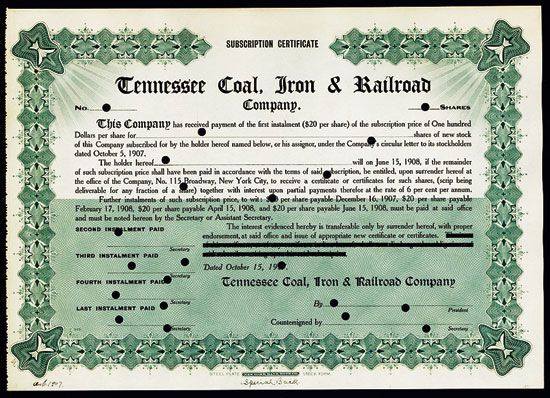 SUBSCRIPTION CERTIFICATE
Tennessee Coal, Iron & Railroad
Company.
No. SHARES
This Company has received payment of the first instalment ($20 per share) of the subscription price of One Hundred
Dollars per share for shares of new stock
of this Company subscribed for by the holder hereof named below, or his assignor, under the Company's circular letter to its stockholders
dated October 5, 1907.
The holder hereof will on June 15, 1908, if the remainder
of such subscription price shall have been paid in accordance with the terms of said subscription, be entitled, upon surrender hereof at
the office of the Company, No. 115 Broadway, New York City, to receive a certificate or certificates for such shares, (scrip being
deliverable for any fraction of a share) together with interest upon partial payments therefor at the rate of 6 per cent per annum.
Further instalments of such subscription price, to wit: $20 per share payable December 16, 1907, $20 per share payable
February 17, 1908, $20 per share payable April 15, 1908, and $20 per share payable June 15, 1908, must be paid at said office
and must be noted hereon by the Secretary or Assistant Secretary.
SECOND INSTALMENT PAID
Secretary
THIRD INSTALMENT PAID
Secretary
FOURTH INSTALMENT PAID
Secretary
LAST INSTALMENT PAID
Secretary
The interest evidenced hereby is transferable only by surrender hereof, with proper
endorsement, at said office and issue of appropriate new certificate or certificates.
Dated October 15, 1907.
Tennessee Coal, Iron & Railroad Company
By
President
Countersigned by
Secretary
STEEL PLATE STOCK FORM.
Special Back